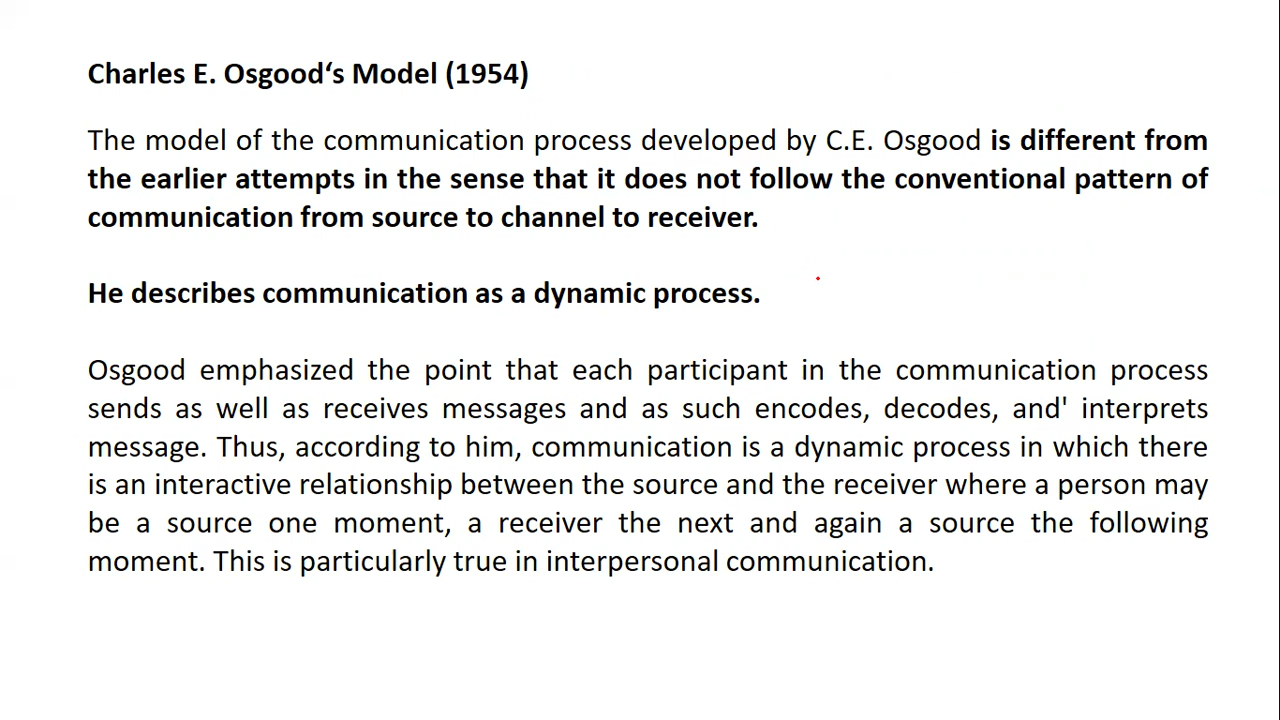 Charles E. Osgood‘s Model (1954)
The model of the communication process developed by C.E. Osgood is different from
the earlier attempts in the sense that it does not follow the conventional pattern of
communication from source to channel to receiver.
He describes communication as a dynamic process.
Osgood emphasized the point that each participant in the communication process
sends as well as receives messages and as such encodes, decodes, and' interprets
message. Thus, according to him, communication is a dynamic process in which there
is an interactive relationship between the source and the receiver where a person may
be a source one moment, a receiver the next and again a source the following
moment. This is particularly true in interpersonal communication.